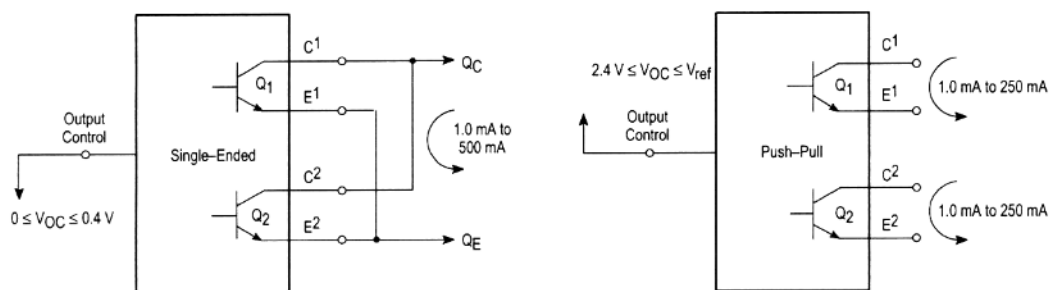 C1
Q1
E1
QC
Output
Control
Single–Ended
1.0 mA to
500 mA
C2
Q2
E2
QE
0 ≤ VOC ≤ 0.4 V
2.4 V ≤ VOC ≤ Vref
Output
Control
C1
Q1
E1
1.0 mA to 250 mA
Push–Pull
C2
Q2
E2
1.0 mA to 250 mA